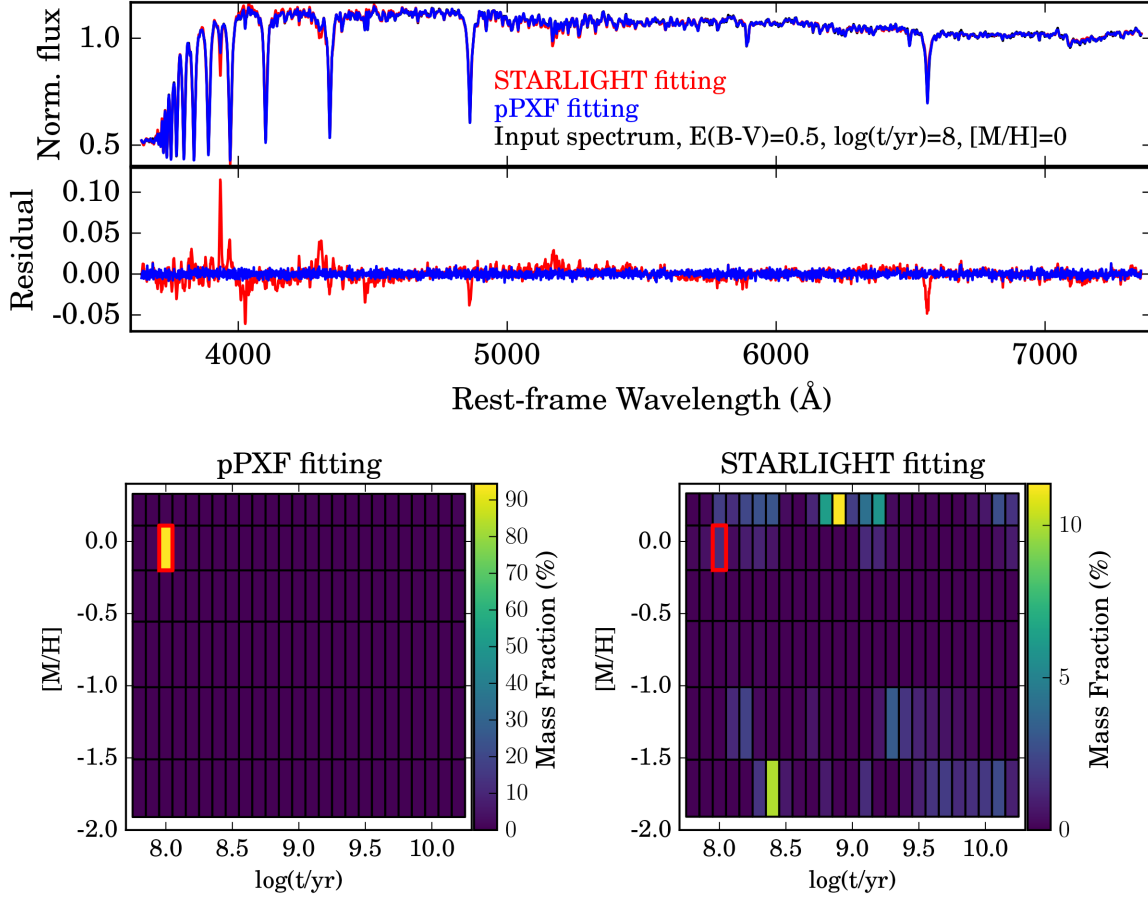 Norm. flux
1.0
0.5
STARLIGHT fitting
pPXF fitting
Input spectrum, E(B-V)=0.5, log(t/yr)=8, [M/H]=0
Residual
0.10
0.05
0.00
-0.05
4000 5000 6000 7000
Rest-frame Wavelength (Å)
pPXF fitting
[M/H]
0.0
-0.5
-1.0
-1.5
-2.0
8.0 8.5 9.0 9.5 10.0
log(t/yr)
90
80
70
60
50
40
30
20
10
0
Mass Fraction (%)
STARLIGHT fitting
[M/H]
0.0
-0.5
-1.0
-1.5
-2.0
8.0 8.5 9.0 9.5 10.0
log(t/yr)
10
5
0
Mass Fraction (%)